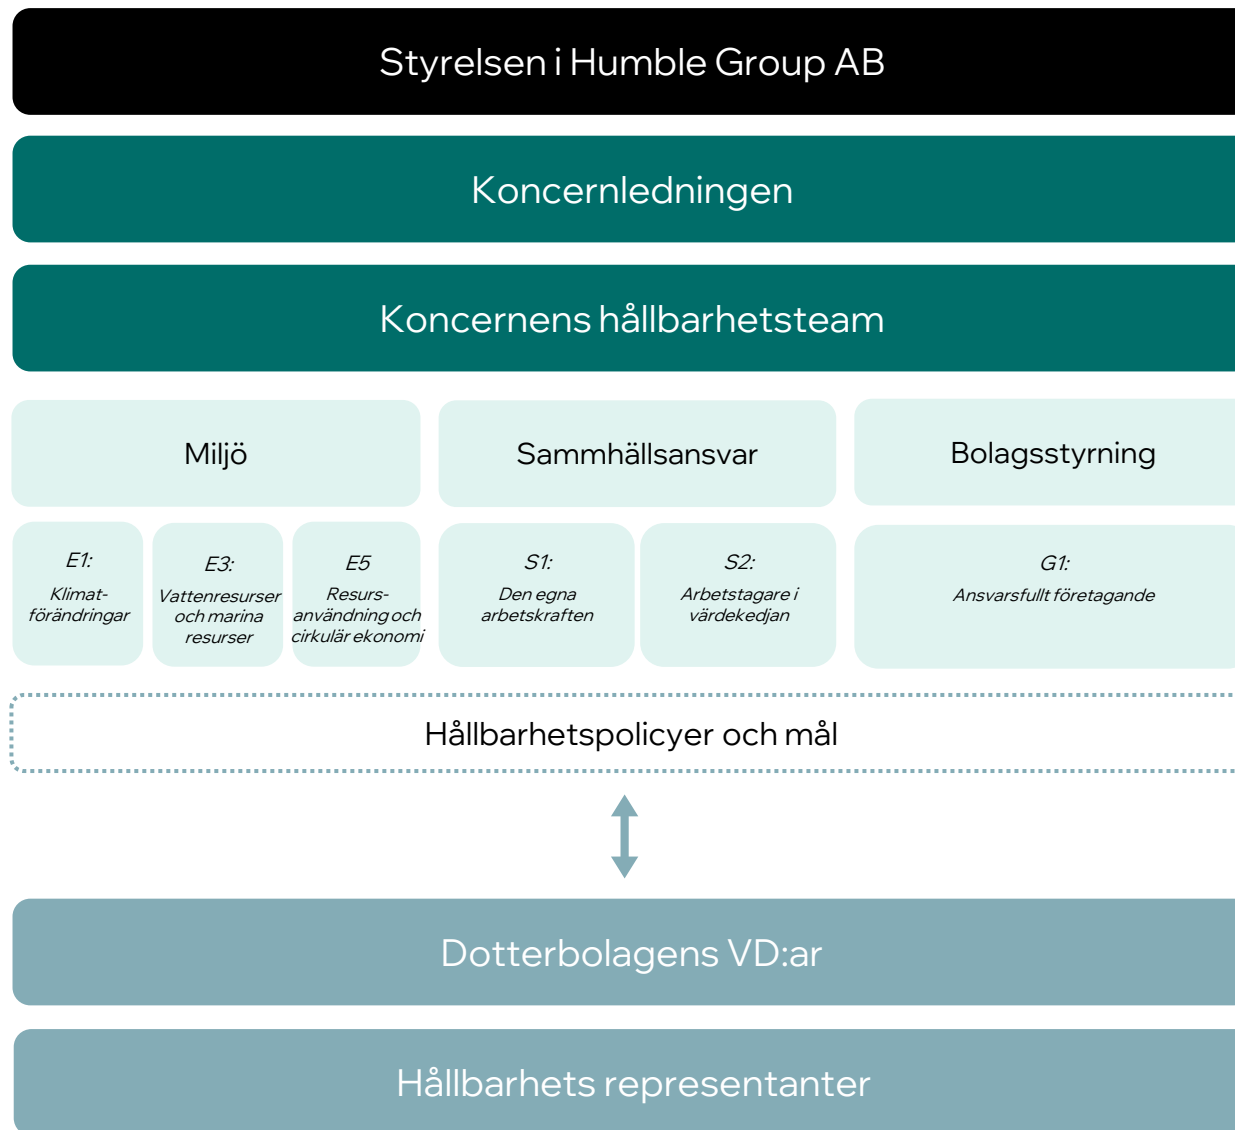 Styrelsen i Humble Group AB
Koncernledningen
Koncernens hållbarhetsteam
Miljö
Sammhällsansvar
Bolagsstyrning
E1:
Klimat-
förändringar
E3:
Vattenresurser
och marina
resurser
E5
Resurs-
användning och
cirkulär ekonomi
S1:
Den egna
arbetskraften
S2:
Arbetstagare i
värdekedjan
G1:
Ansvarsfullt företagande
Hållbarhetspolicyer och mål
Dotterbolagens VD:ar
Hållbarhets representanter